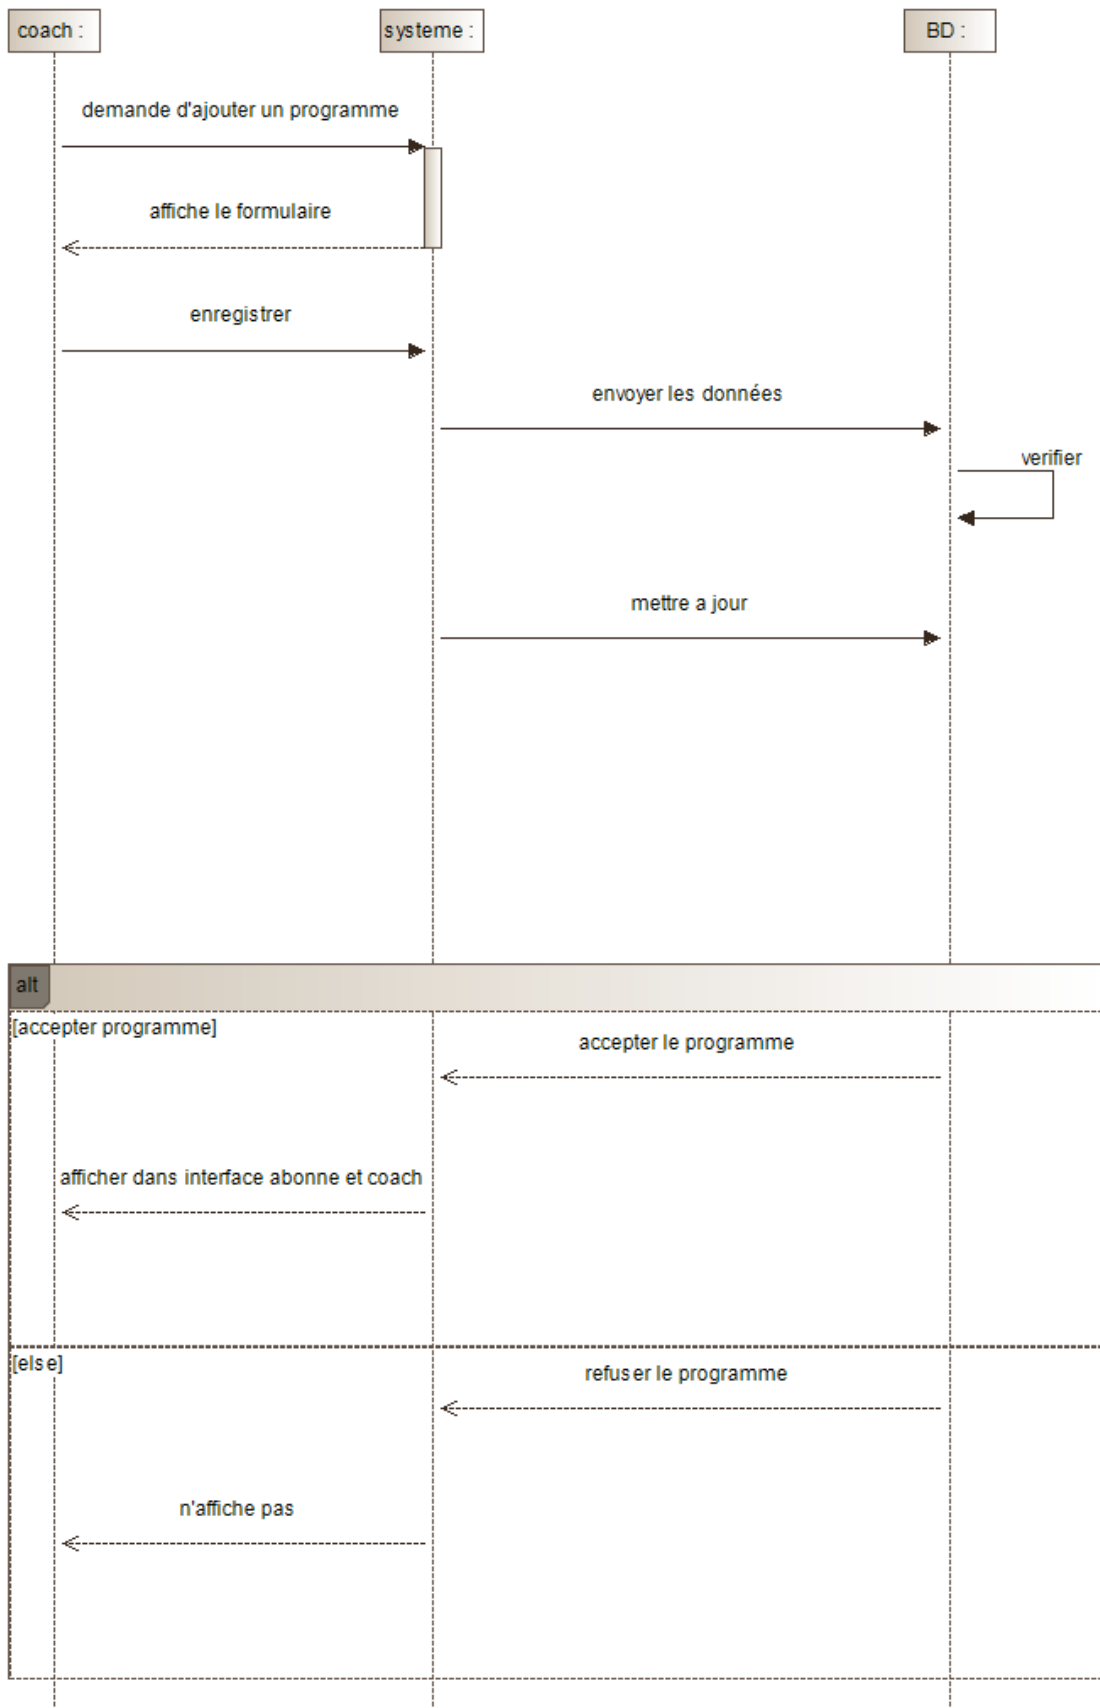 coach :
systeme :
BD :
demande d'ajouter un programme
affiche le formulaire
enregistrer
envoyer les données
verifier
mettre a jour
alt
[accepter programme]
accepter le programme
afficher dans interface abonne et coach
[else]
refuser le programme
n'affiche pas